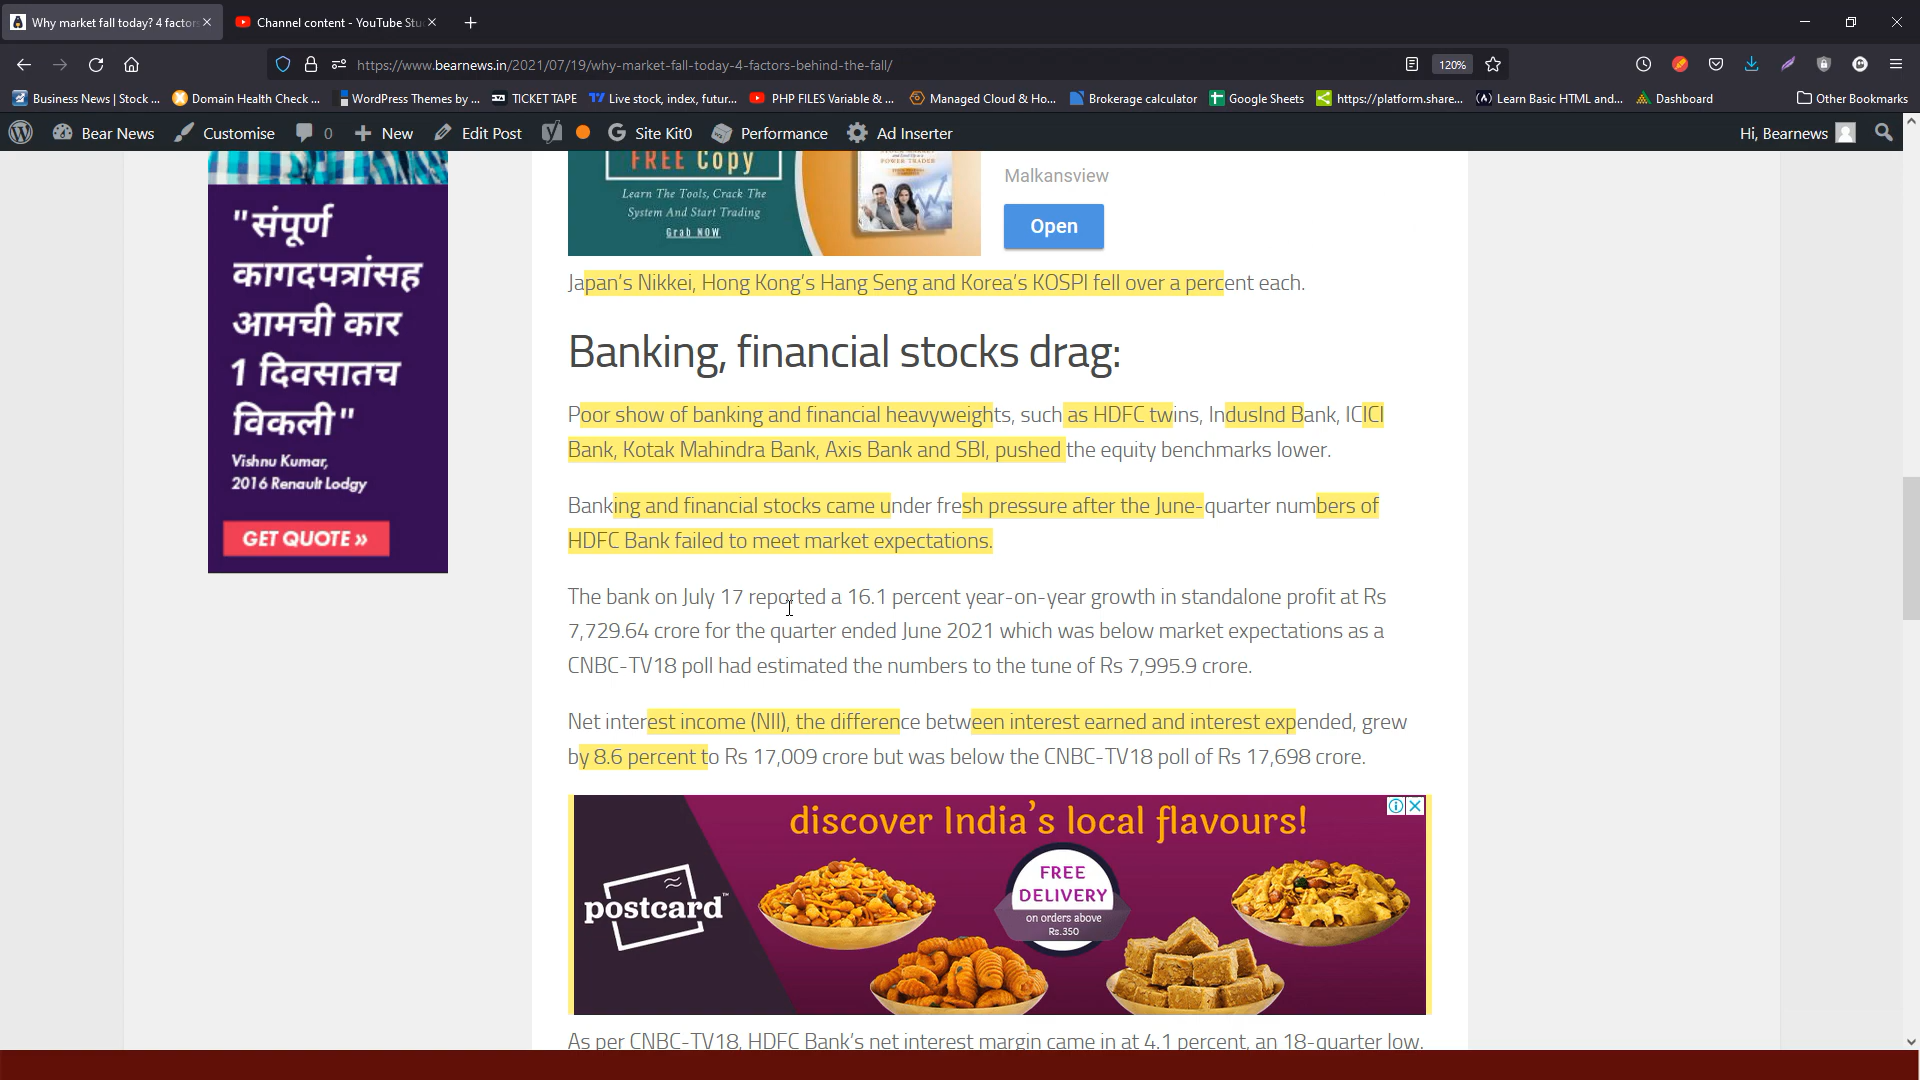 Why market fall today? 4 factors
Channel content - YouTube Stu
https://www.bearnews.in/2021/07/19/why-market-fall-today-4-factors-behind-the-fall/
120%
Business News | Stock ...
Domain Health Check ...
WordPress Themes by ...
TICKET TAPE
Live stock, index, futur...
PHP FILES Variable & ...
Managed Cloud & Ho...
Brokerage calculator
Google Sheets
https://platform.share...
Learn Basic HTML and...
Dashboard
Other Bookmarks
Bear News
Customise
0
New
Edit Post
Site Kit0
Performance
Ad Inserter
Hi, Bearnews
"संपूर्ण
कागदपत्रांसह
आमची कार
1 दिवसातच
विकली"
Vishnu Kumar,
2016 Renault Lodgy
GET QUOTE »
FREE Copy
Learn The Tools, Crack The
System And Start Trading
Grab NOW
POWER TRADER
Malkansview
Open
Japan's Nikkei, Hong Kong's Hang Seng and Korea's KOSPI fell over a percent each.
Banking, financial stocks drag:
Poor show of banking and financial heavyweights, such as HDFC twins, IndusInd Bank, ICICI
Bank, Kotak Mahindra Bank, Axis Bank and SBI, pushed the equity benchmarks lower.
Banking and financial stocks came under fresh pressure after the June-quarter numbers of
HDFC Bank failed to meet market expectations.
The bank on July 17 reported a 16.1 percent year-on-year growth in standalone profit at Rs
7,729.64 crore for the quarter ended June 2021 which was below market expectations as a
CNBC-TV18 poll had estimated the numbers to the tune of Rs 7,995.9 crore.
Net interest income (NII), the difference between interest earned and interest expended, grew
by 8.6 percent to Rs 17,009 crore but was below the CNBC-TV18 poll of Rs 17,698 crore.
discover India's local flavours!
postcard™
FREE
DELIVERY
on orders above
Rs.350
As per CNBC-TV18, HDFC Bank's net interest margin came in at 4.1 percent, an 18-quarter low.